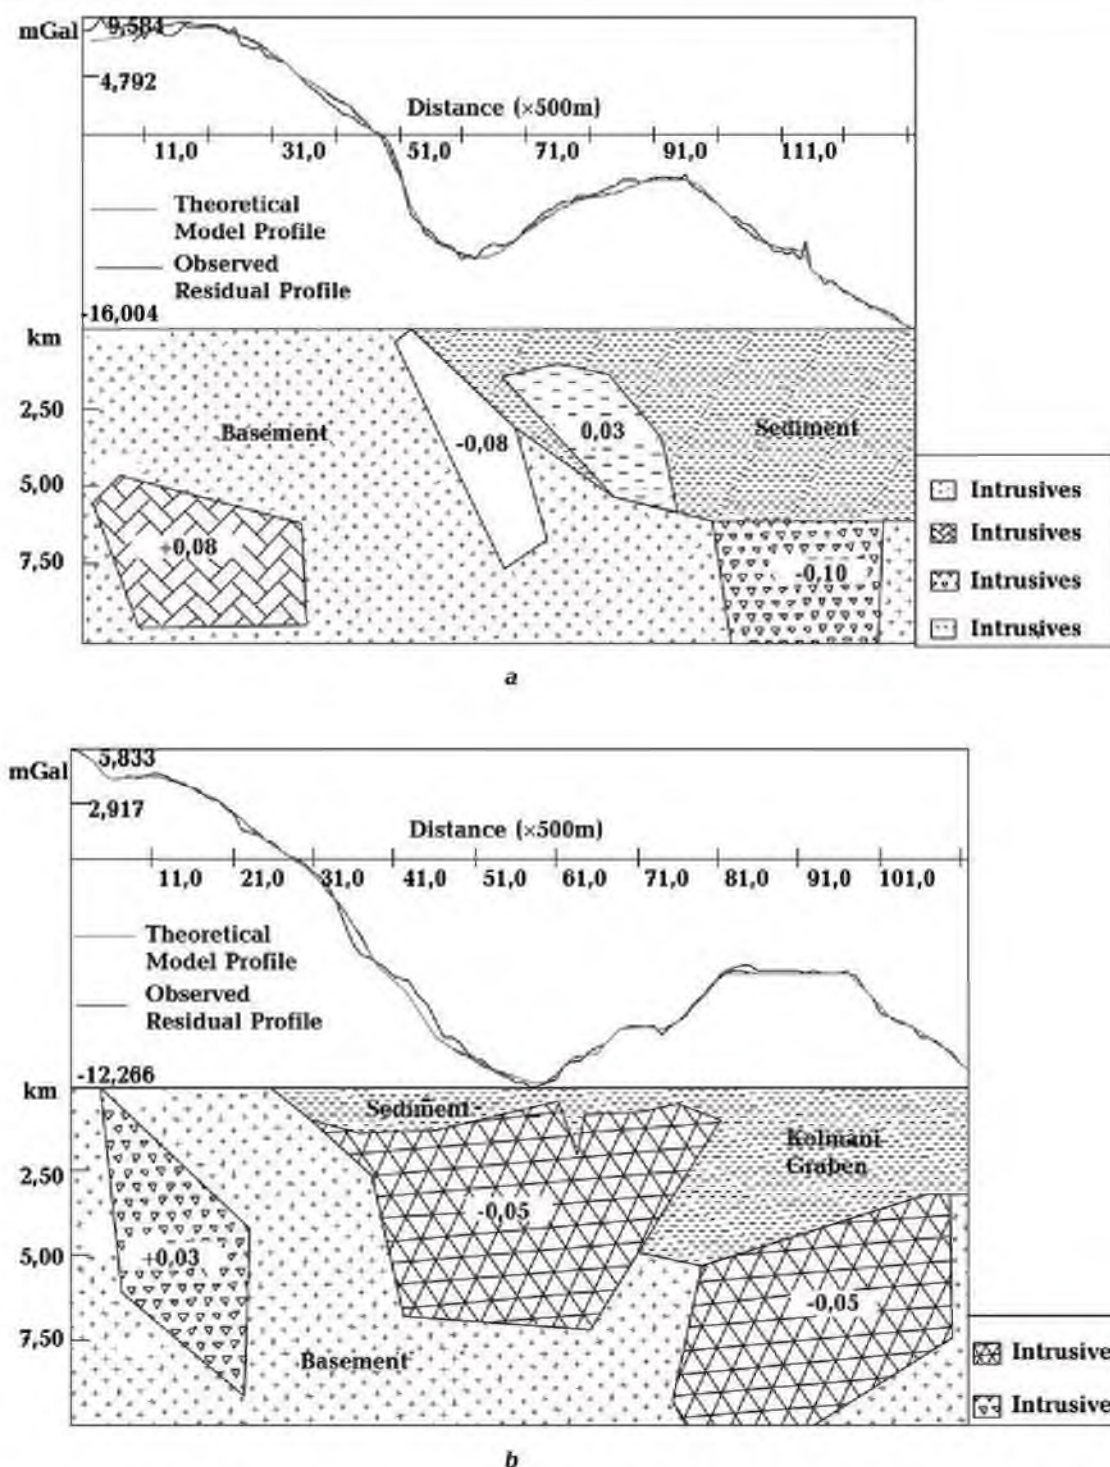 mGal
9,584
4,792
Distance (×500m)
11,0 31,0 51,0 71,0 91,0 111,0
Theoretical
Model Profile
Observed
Residual Profile
-16,004
km
2,50
Basement
-0,08
0,03
Sediment
5,00
Intrusives
+0,08
Intrusives
7,50
-0,10
Intrusives
Intrusives
a
mGal
5,833
2,917
Distance (×500m)
11,0 21,0 31,0 41,0 51,0 61,0 71,0 81,0 91,0 101,0
Theoretical
Model Profile
Observed
Residual Profile
-12,266
km
Sediment
Kolmani
Graben
2,50
-0,05
5,00
+0,03
-0,05
7,50
Basement
Intrusive
Intrusive
b